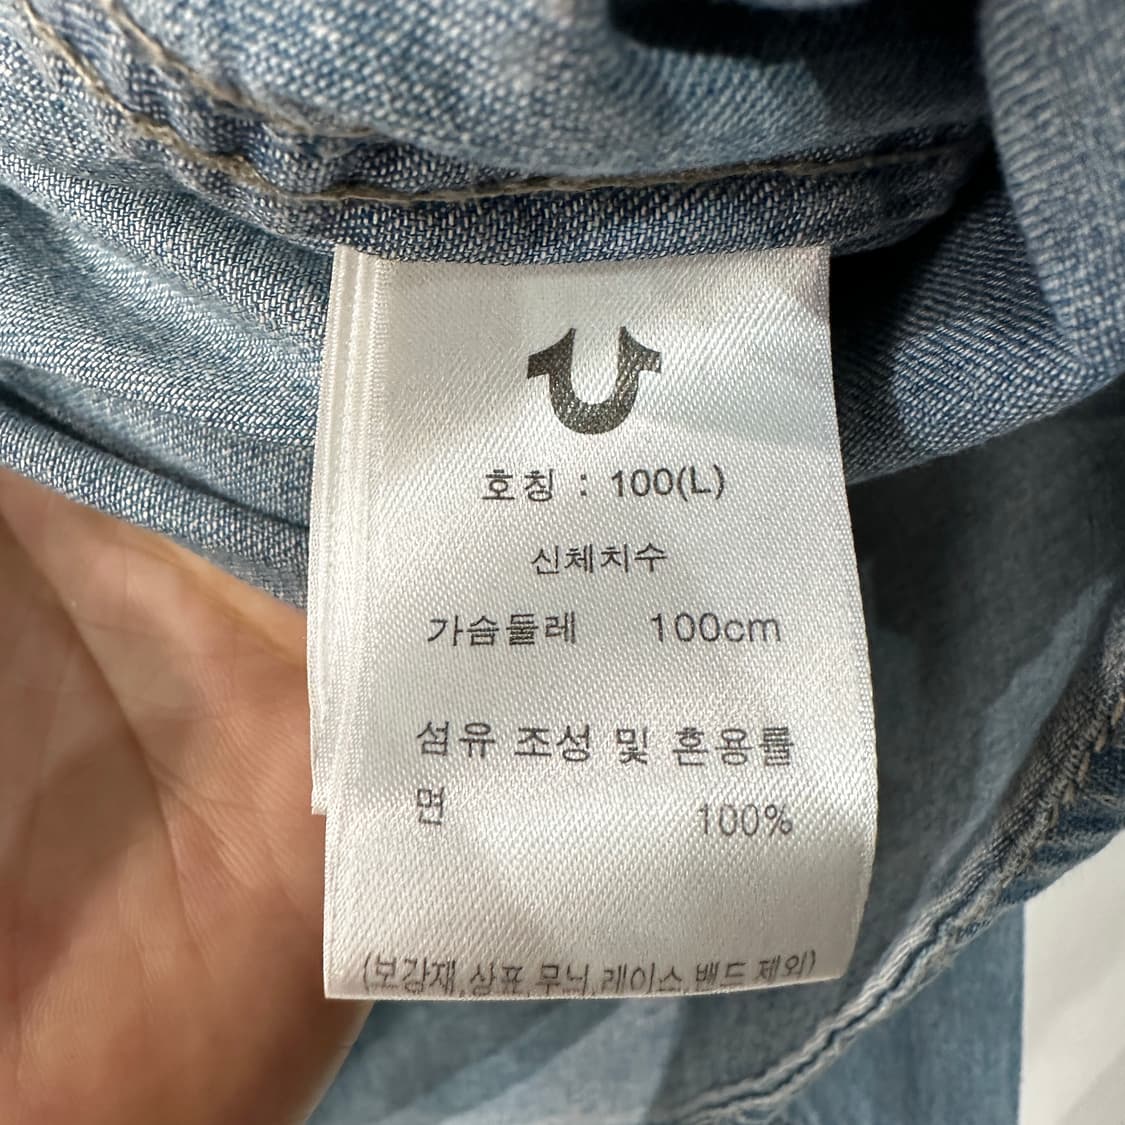 호칭 : 100(L)
신체치수
가슴둘레 100cm
섬유 조성 및 혼용률
면 100%
(보강재,상표,무늬,레이스,밴드 제외)